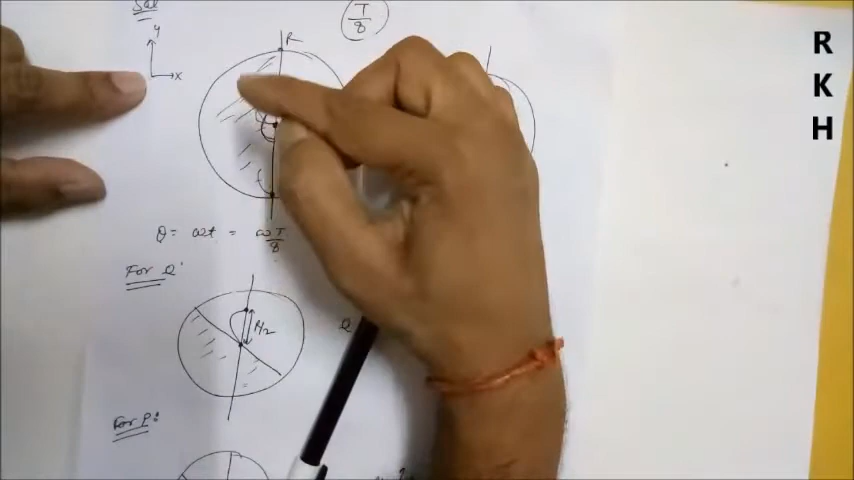 Sol
T/8
y
x
R
R
K
H
θ = ωt = ωT/8
For Q:
R/2
Q
For P: